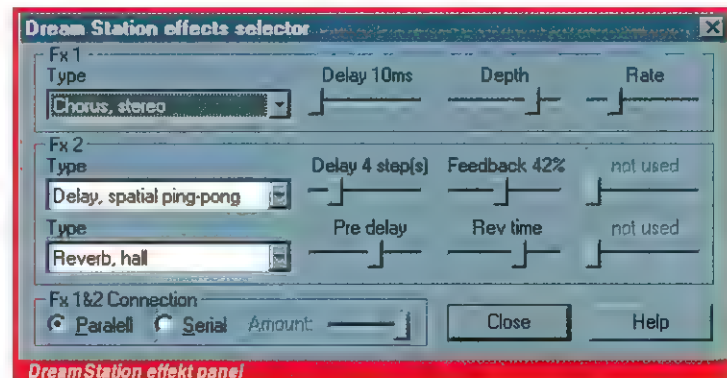 Dream Station effects selector
Fx 1
Type Delay 10ms Depth Rate
Chorus, stereo
Fx 2
Type Delay 4 step(s) Feedback 42% not used
Delay, spatial ping-pong
Type Pre delay Rev time not used
Reverb, hall
Fx 1&2 Connection
Paralell Serial Amount: Close Help
DreamStation effekt panel